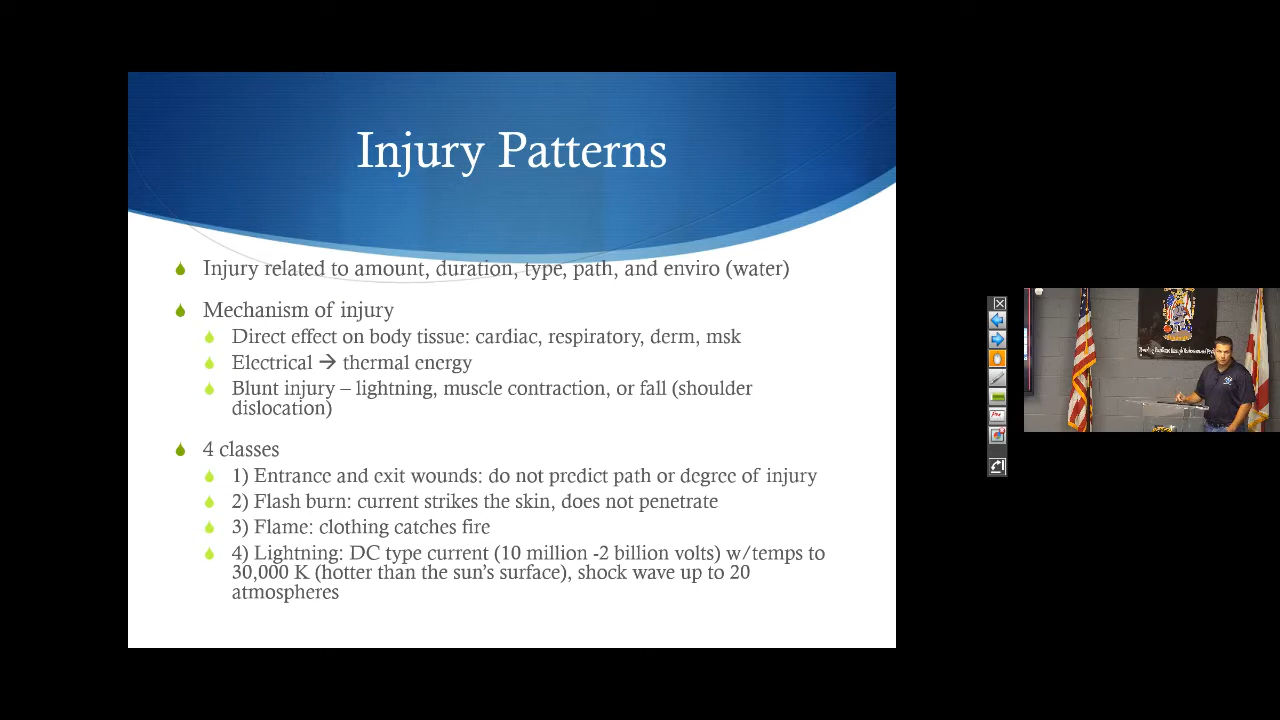 Injury Patterns
Injury related to amount, duration, type, path, and enviro (water)
Mechanism of injury
Direct effect on body tissue: cardiac, respiratory, derm, msk
Electrical → thermal energy
Blunt injury – lightning, muscle contraction, or fall (shoulder
dislocation)
4 classes
1) Entrance and exit wounds: do not predict path or degree of injury
2) Flash burn: current strikes the skin, does not penetrate
3) Flame: clothing catches fire
4) Lightning: DC type current (10 million -2 billion volts) w/temps to
30,000 K (hotter than the sun's surface), shock wave up to 20
atmospheres